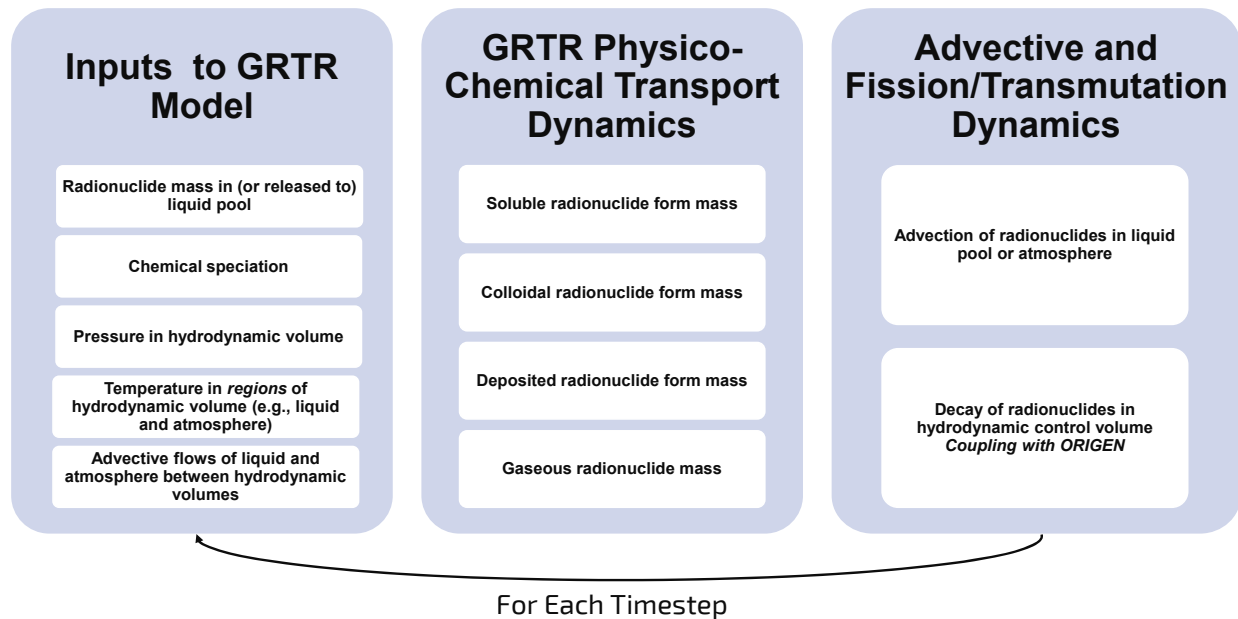 Inputs to GRTR
Model
Radionuclide mass in (or released to)
liquid pool
Chemical speciation
Pressure in hydrodynamic volume
Temperature in regions of
hydrodynamic volume (e.g., liquid
and atmosphere)
Advective flows of liquid and
atmosphere between hydrodynamic
volumes
GRTR Physico-
Chemical Transport
Dynamics
Soluble radionuclide form mass
Colloidal radionuclide form mass
Deposited radionuclide form mass
Gaseous radionuclide mass
Advective and
Fission/Transmutation
Dynamics
Advection of radionuclides in liquid
pool or atmosphere
Decay of radionuclides in
hydrodynamic control volume
Coupling with ORIGEN
For Each Timestep